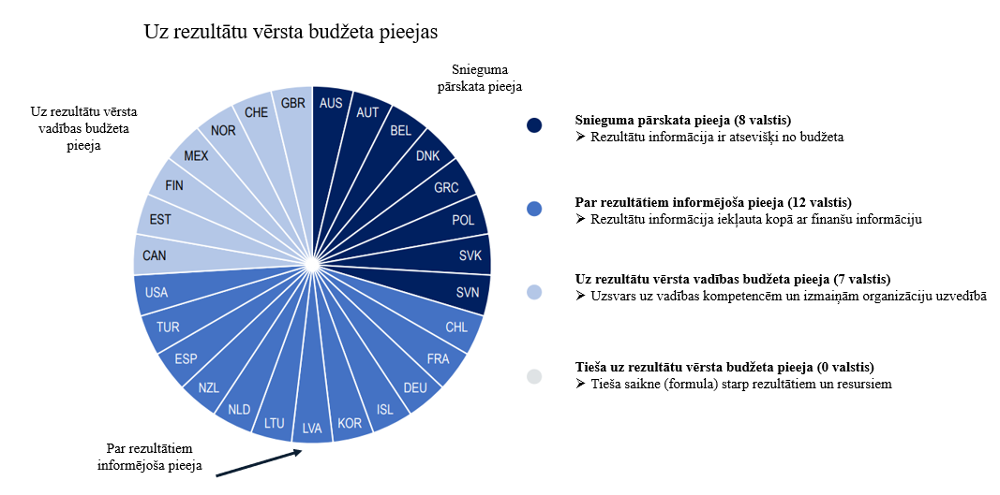 Uz rezultātu vērsta budžeta pieejas
Snieguma
pārskata pieeja
Uz rezultātu vērsta
vadības budžeta
pieeja
AUS
AUT
BEL
DNK
GRC
POL
SVK
SVN
CHL
FRA
DEU
ISL
KOR
LVA
LTU
NLD
NZL
ESP
TUR
USA
CAN
EST
FIN
MEX
NOR
CHE
GBR
Par rezultātiem
informējoša pieeja
Snieguma pārskata pieeja (8 valstis)
➢ Rezultātu informācija ir atsevišķi no budžeta
Par rezultātiem informējoša pieeja (12 valstis)
➢ Rezultātu informācija iekļauta kopā ar finanšu informāciju
Uz rezultātu vērsta vadības budžeta pieeja (7 valstis)
➢ Uzsvars uz vadības kompetencēm un izmaiņām organizāciju uzvedībā
Tieša uz rezultātu vērsta budžeta pieeja (0 valstis)
➢ Tieša saikne (formula) starp rezultātiem un resursiem